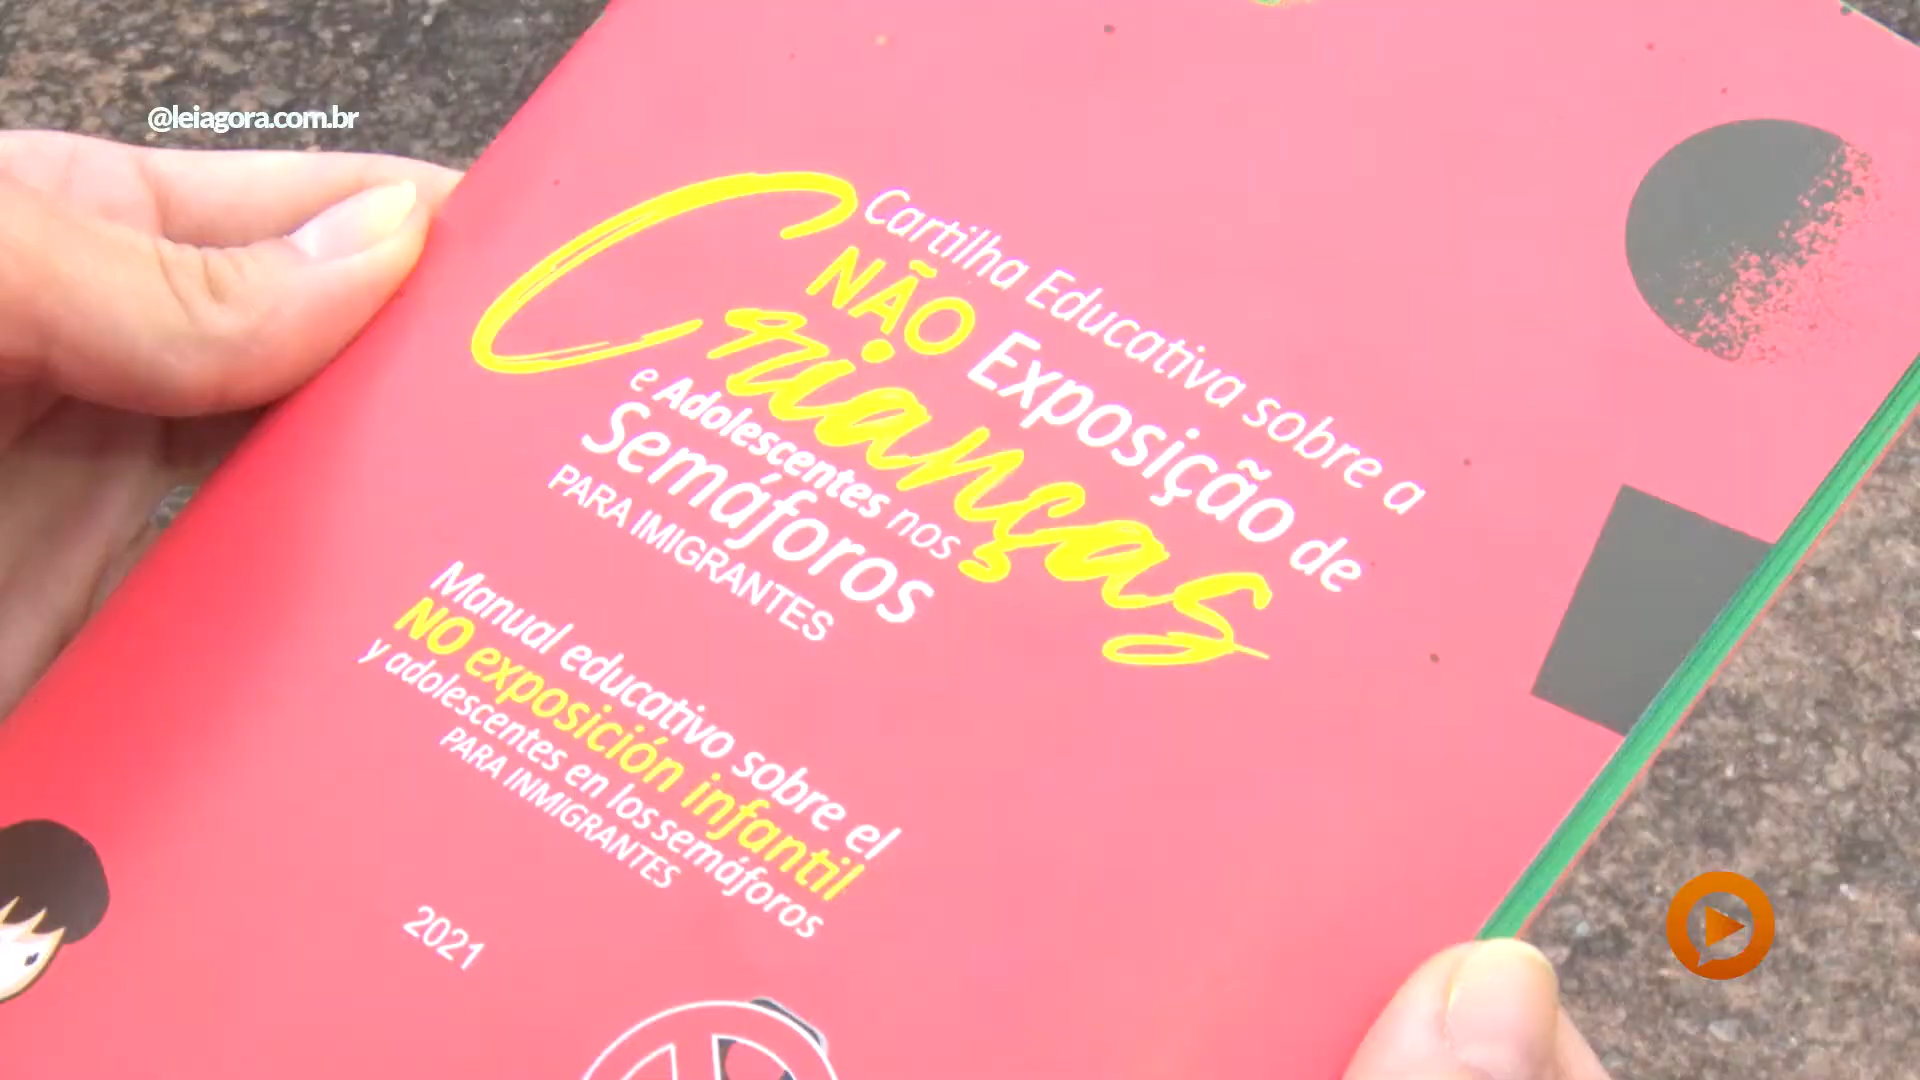 @leiagora.com.br
Cartilha Educativa sobre a
NÃO Exposição de
Crianças
e Adolescentes nos
Semáforos
PARA IMIGRANTES
Manual educativo sobre el
NO exposición infantil
y adolescentes en los semáforos
PARA INMIGRANTES
2021